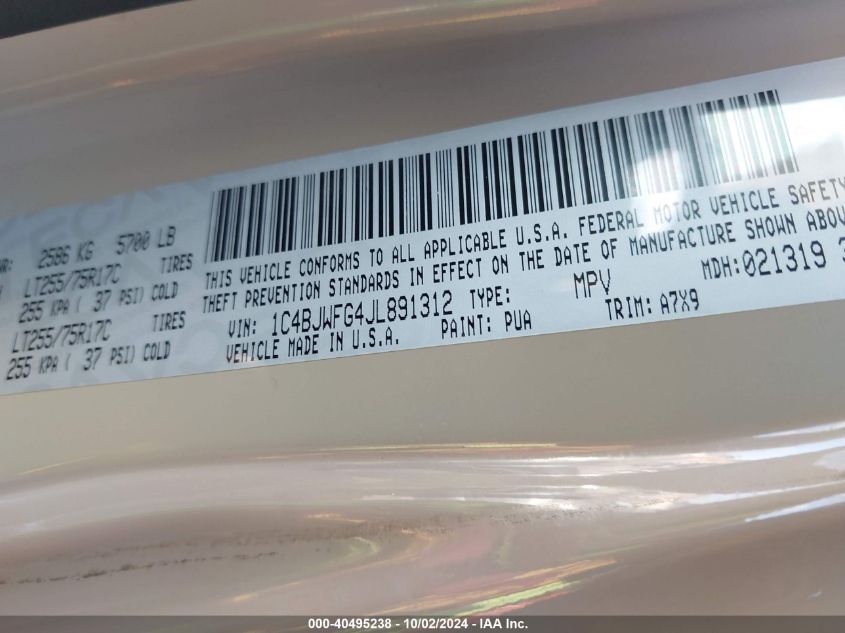 2586 KG 5700 LB
LT255/75R17C TIRES
255 KPA ( 37 PSI) COLD
LT255/75R17C TIRES
255 KPA ( 37 PSI) COLD
THIS VEHICLE CONFORMS TO ALL APPLICABLE U.S.A. FEDERAL MOTOR VEHICLE SAFETY
THEFT PREVENTION STANDARDS IN EFFECT ON THE DATE OF MANUFACTURE SHOWN ABOV
VIN: 1C4BJWFG4JL891312 TYPE: MPV MDH:021319
VEHICLE MADE IN U.S.A. PAINT: PUA TRIM: A7X9
000-40495238 - 10/02/2024 - IAA Inc.